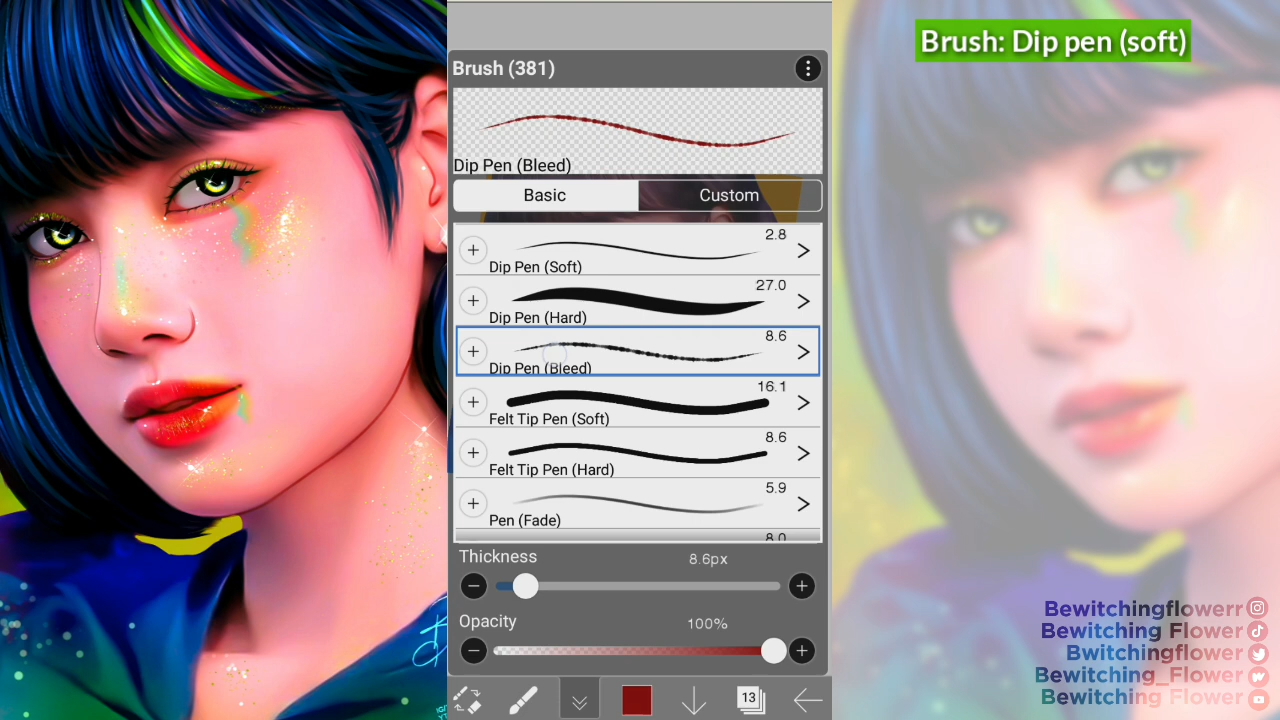 Brush: Dip pen (soft)
Brush (381)
Dip Pen (Bleed)
Basic
Custom
2.8
Dip Pen (Soft)
27.0
Dip Pen (Hard)
8.6
Dip Pen (Bleed)
16.1
Felt Tip Pen (Soft)
8.6
Felt Tip Pen (Hard)
5.9
Pen (Fade)
8.0
Thickness
8.6px
Opacity
100%
13
Bewitchingflowerr
Bewitching Flower
Bwitchingflower
Bewitching_Flower
Bewitching Flower